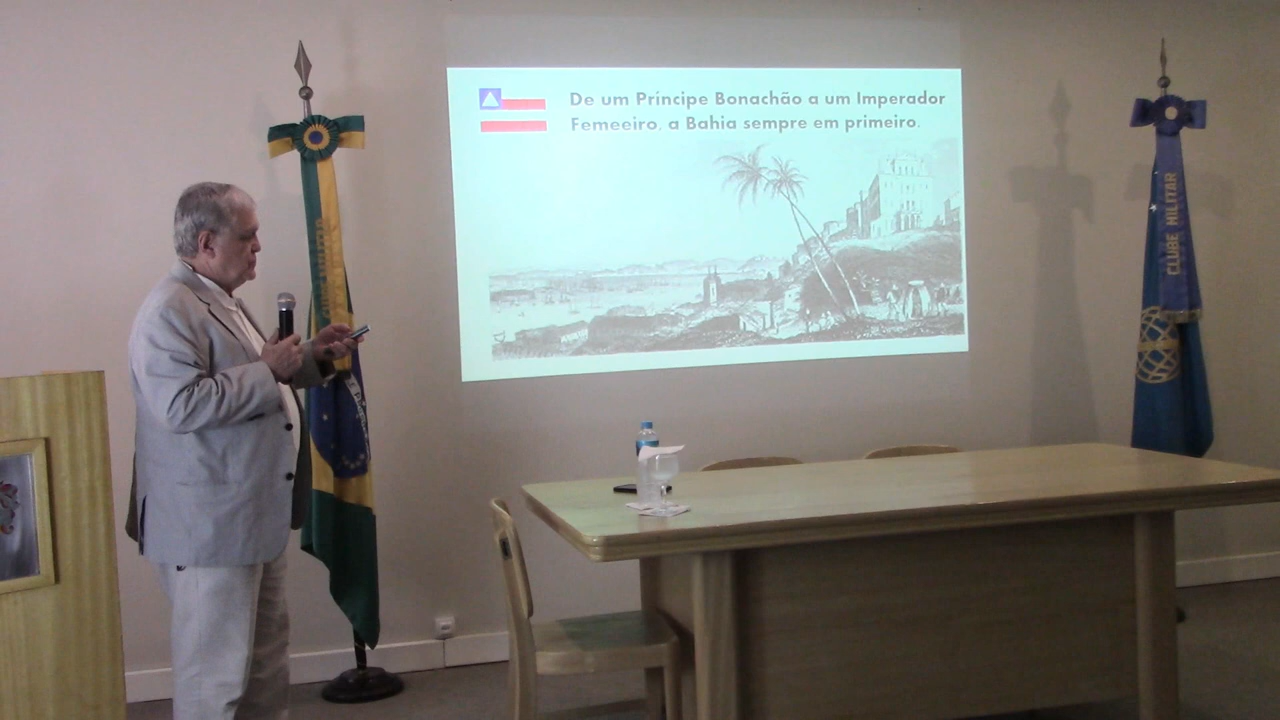 De um Principe Bonachão a um Imperador
Femeeiro, a Bahia sempre em primeiro.
CLUBE MILITAR